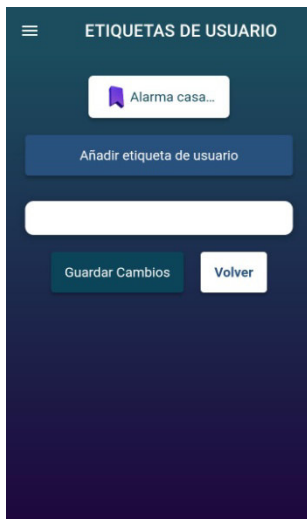 ETIQUETAS DE USUARIO
Alarma casa...
Añadir etiqueta de usuario
Guardar Cambios
Volver